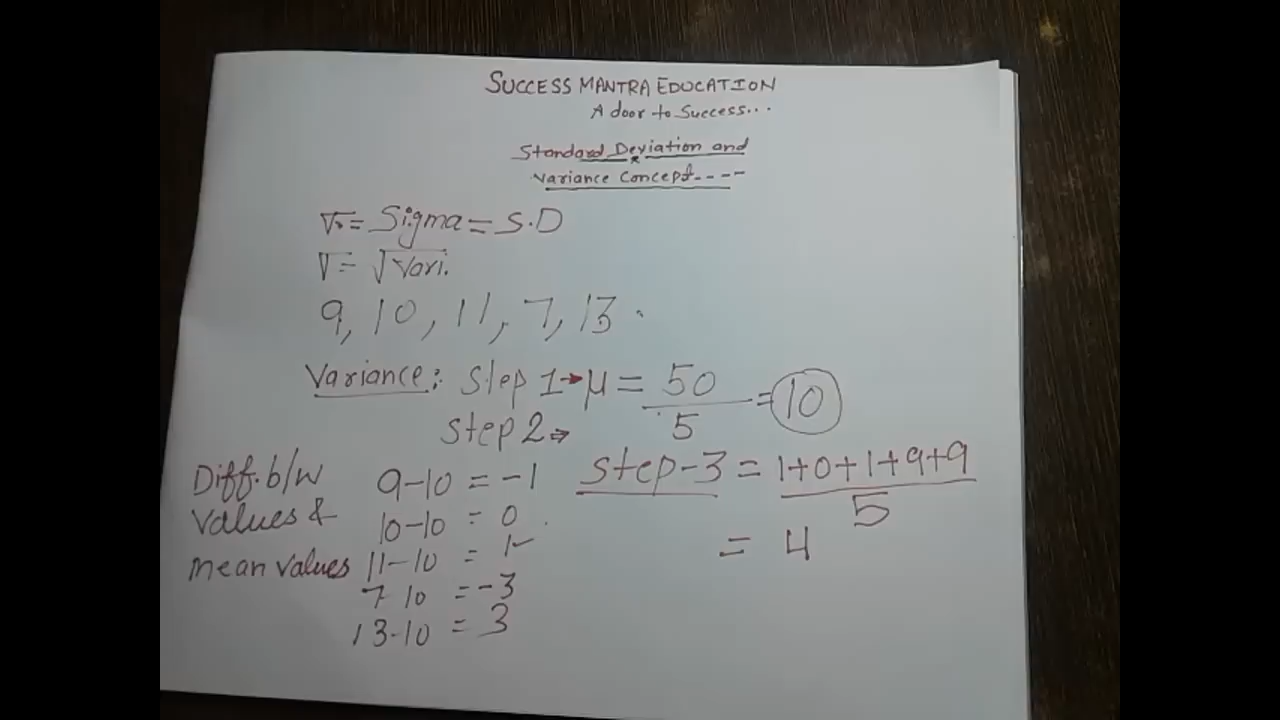 SUCCESS MANTRA EDUCATION
A door to Success...
Standard Deviation and
Variance Concept----
σ = Sigma = S.D
σ = √Vari.
9, 10, 11, 7, 13.
Variance: Step 1→ μ = 50/5 = 10
Step 2⇒
Diff. b/w
Values &
mean values
9-10 = -1
10-10 = 0
11-10 = 1
7 10 = -3
13-10 = 3
Step-3 = 1+0+1+9+9/5
= 4